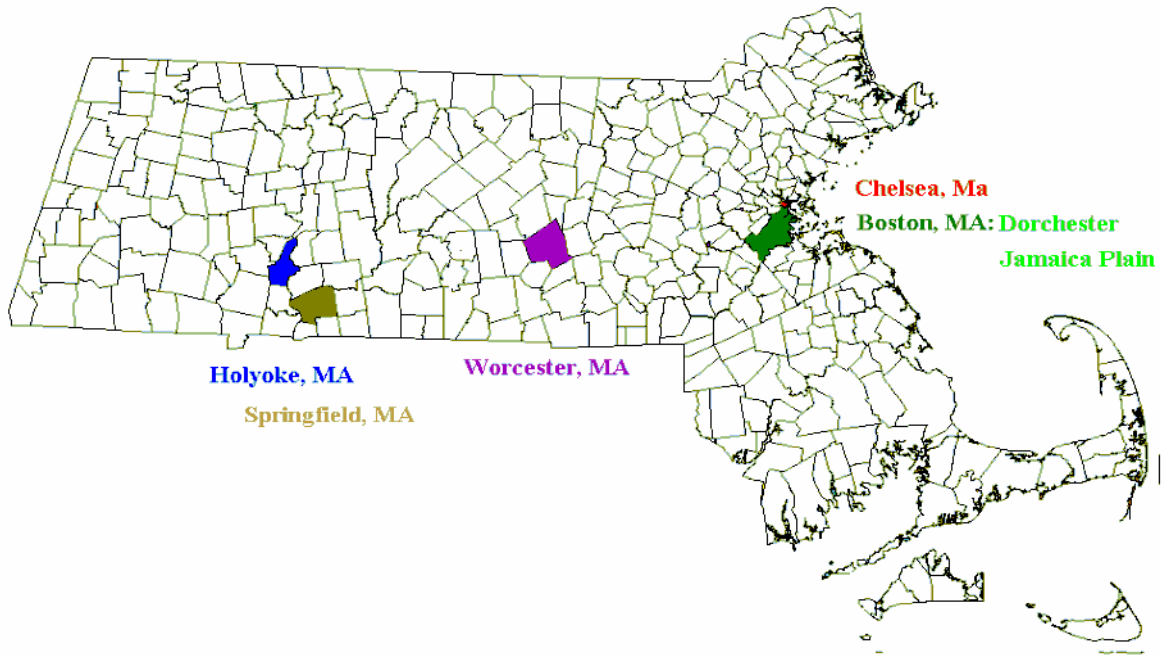 Chelsea, Ma
Boston, MA: Dorchester
Jamaica Plain
Holyoke, MA
Worcester, MA
Springfield, MA